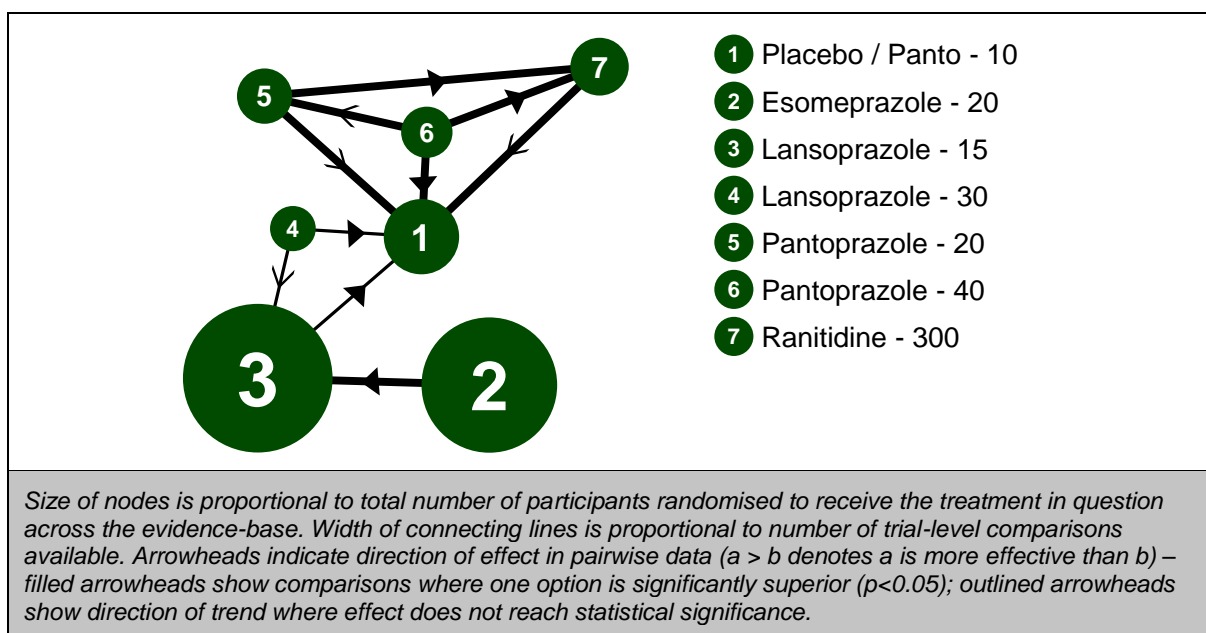 7
5
6
4
1
3
2
1 Placebo / Panto - 10
2 Esomeprazole - 20
3 Lansoprazole - 15
4 Lansoprazole - 30
5 Pantoprazole - 20
6 Pantoprazole - 40
7 Ranitidine - 300
Size of nodes is proportional to total number of participants randomised to receive the treatment in question
across the evidence-base. Width of connecting lines is proportional to number of trial-level comparisons
available. Arrowheads indicate direction of effect in pairwise data (a > b denotes a is more effective than b) –
filled arrowheads show comparisons where one option is significantly superior (p<0.05); outlined arrowheads
show direction of trend where effect does not reach statistical significance.